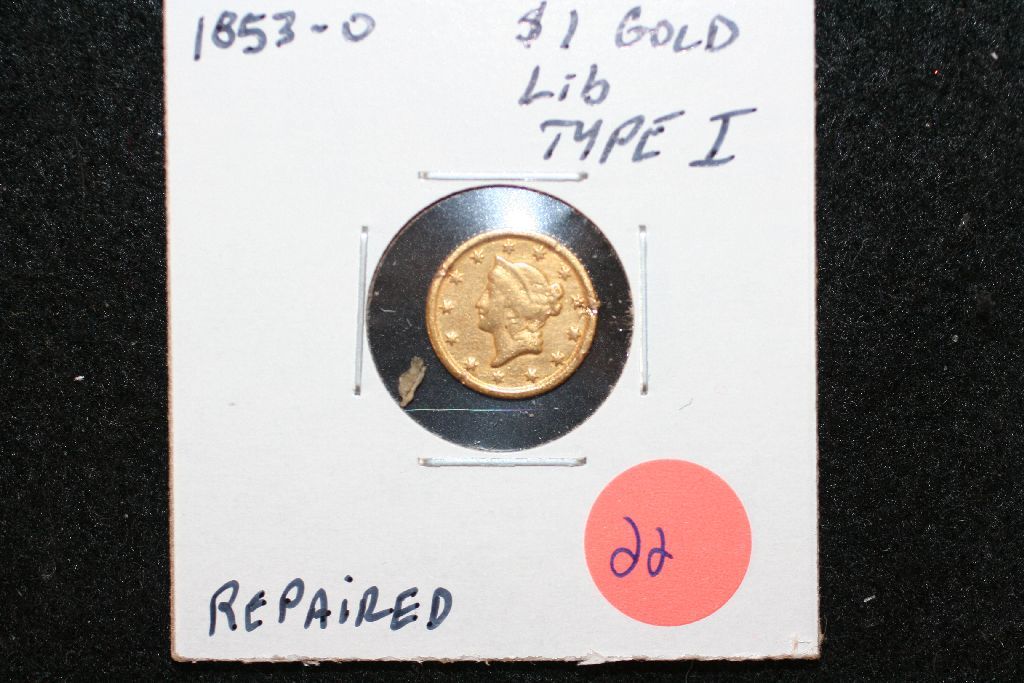 1853-O $1 GOLD
Lib
TYPE I
22
REPAIRED